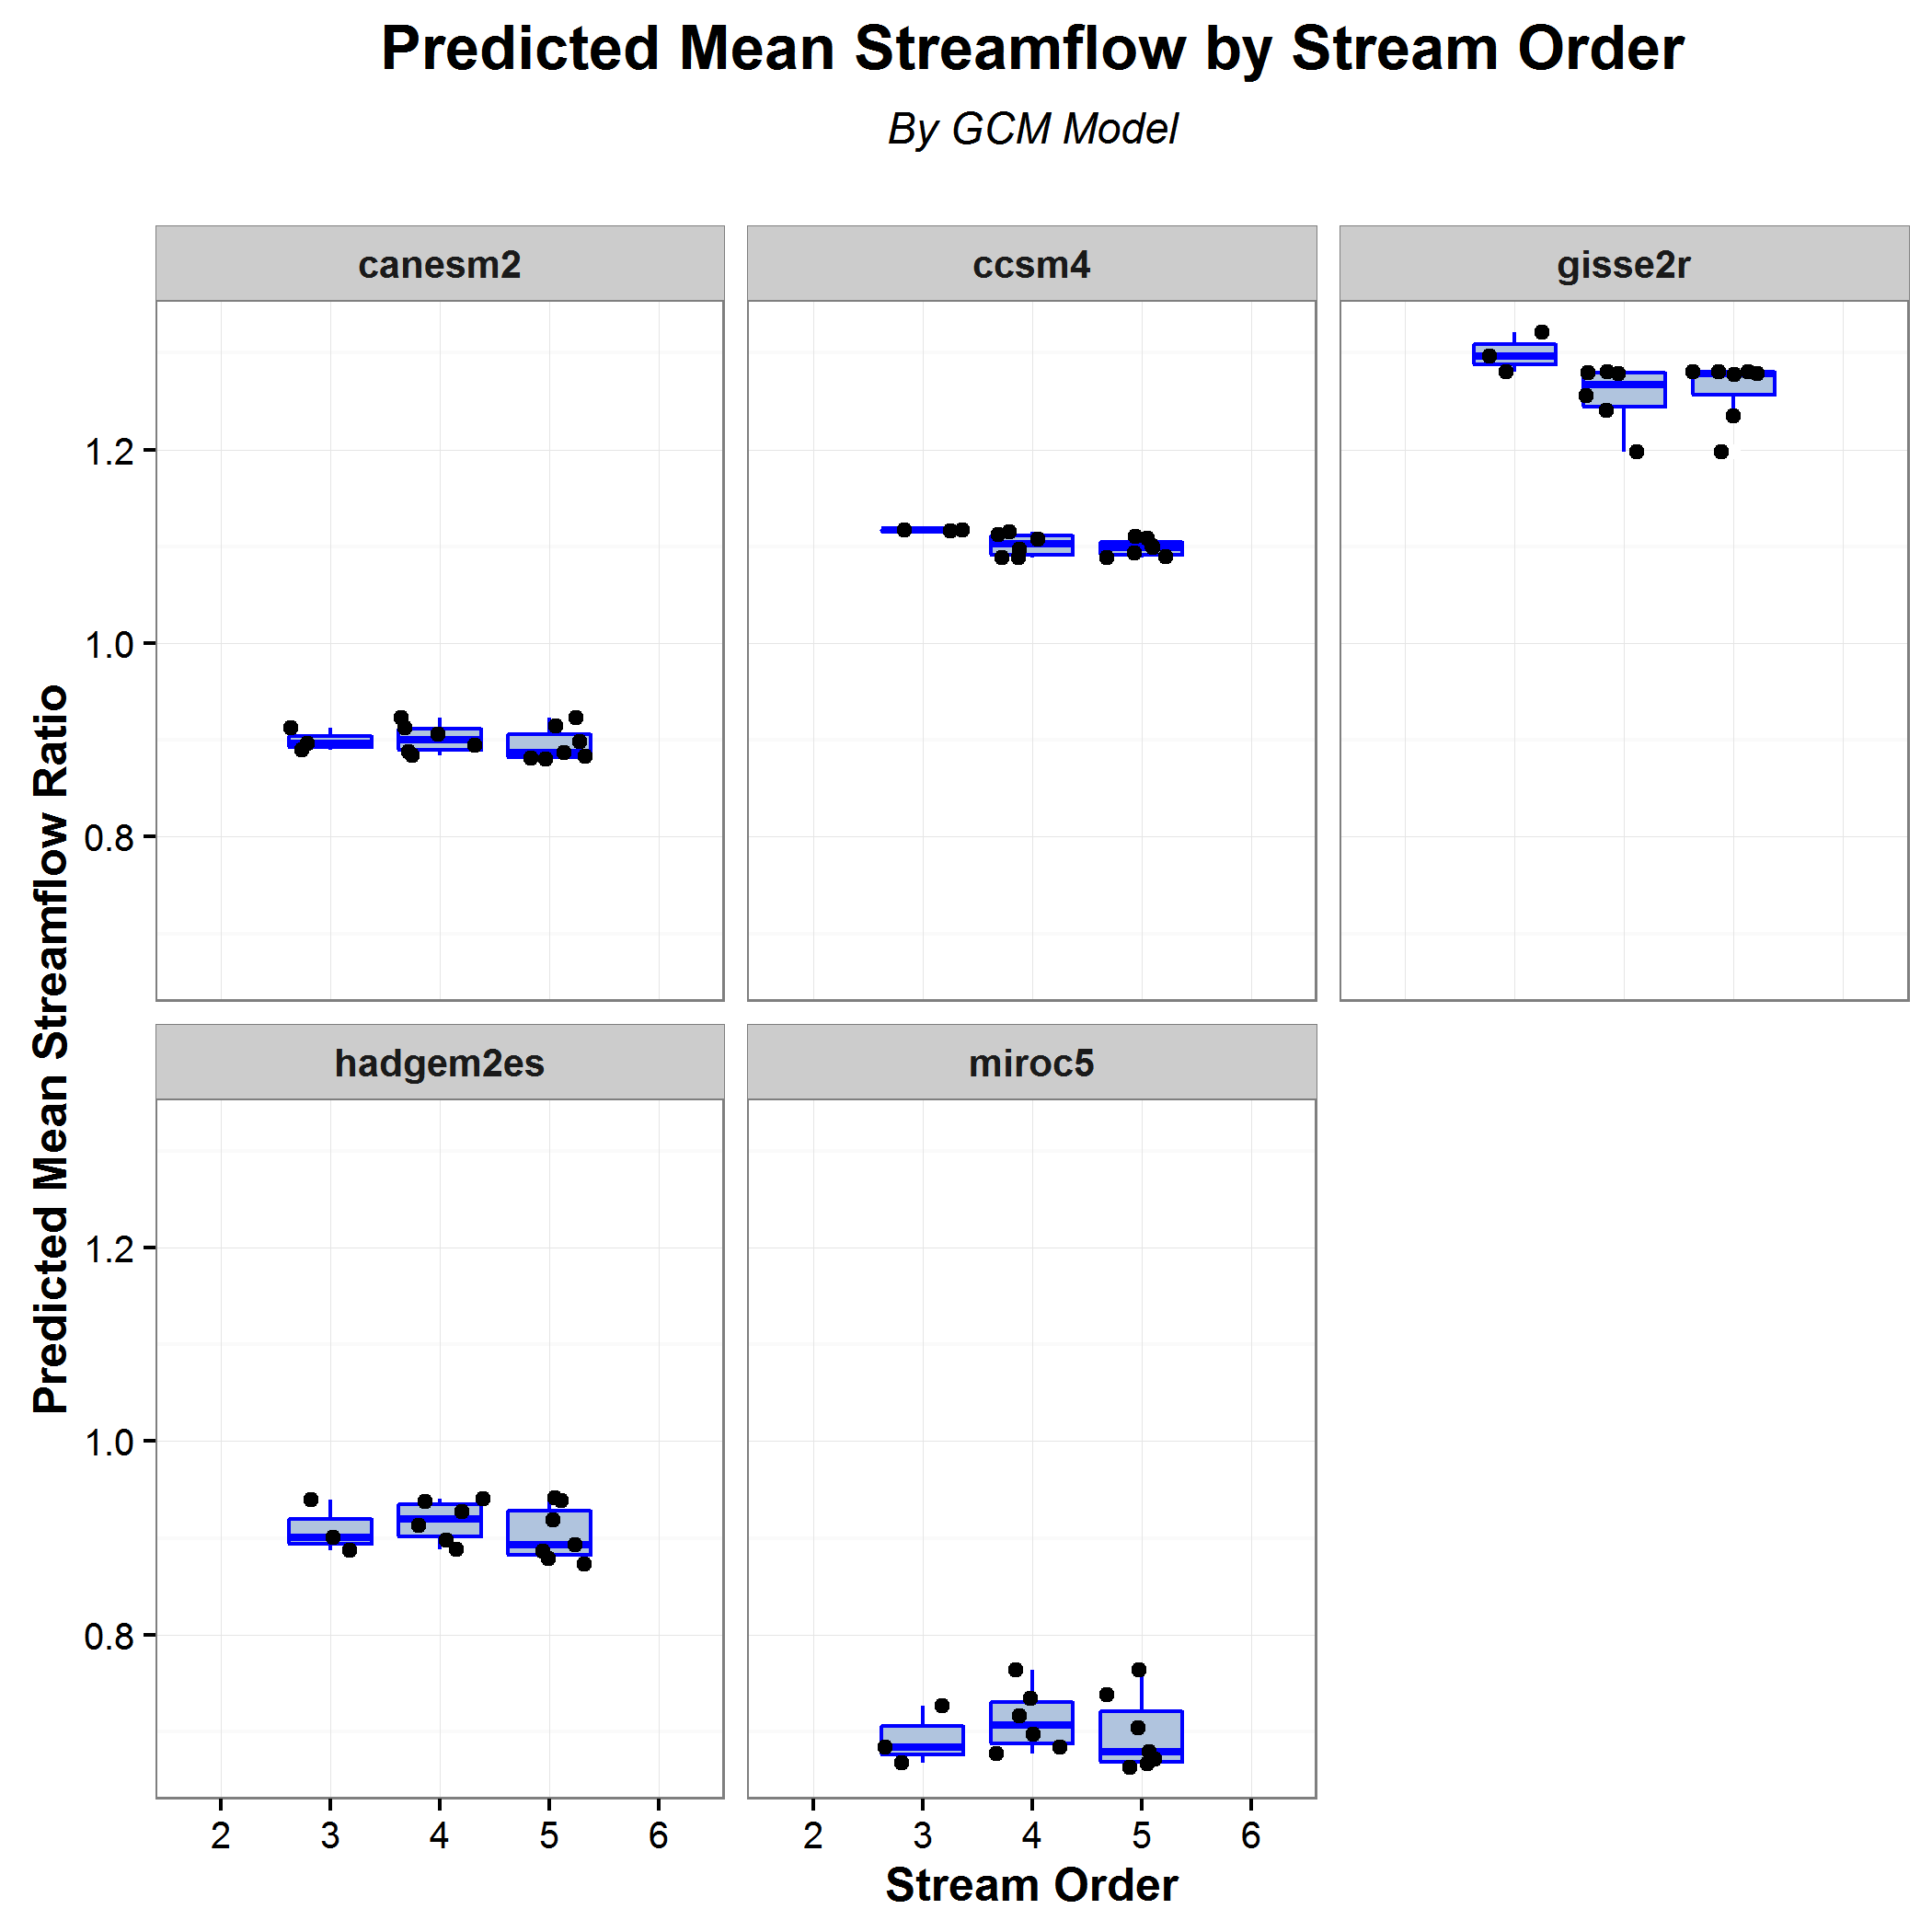 Predicted Mean Streamflow by Stream Order
By GCM Model
canesm2
ccsm4
gisse2r
1.2
1.0
0.8
Predicted Mean Streamflow Ratio
hadgem2es
miroc5
1.2
1.0
0.8
2 3 4 5 6
2 3 4 5 6
Stream Order